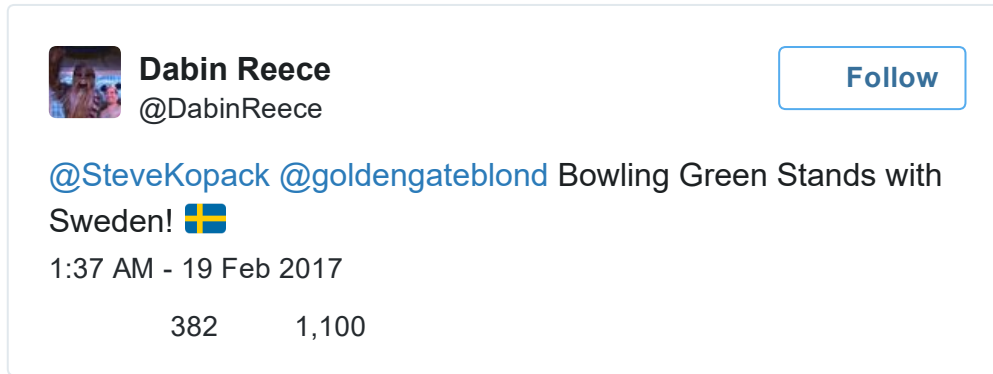 Dabin Reece
@DabinReece
Follow
@SteveKopack @goldengateblond Bowling Green Stands with
Sweden! 🇸🇪
1:37 AM - 19 Feb 2017
382 1,100